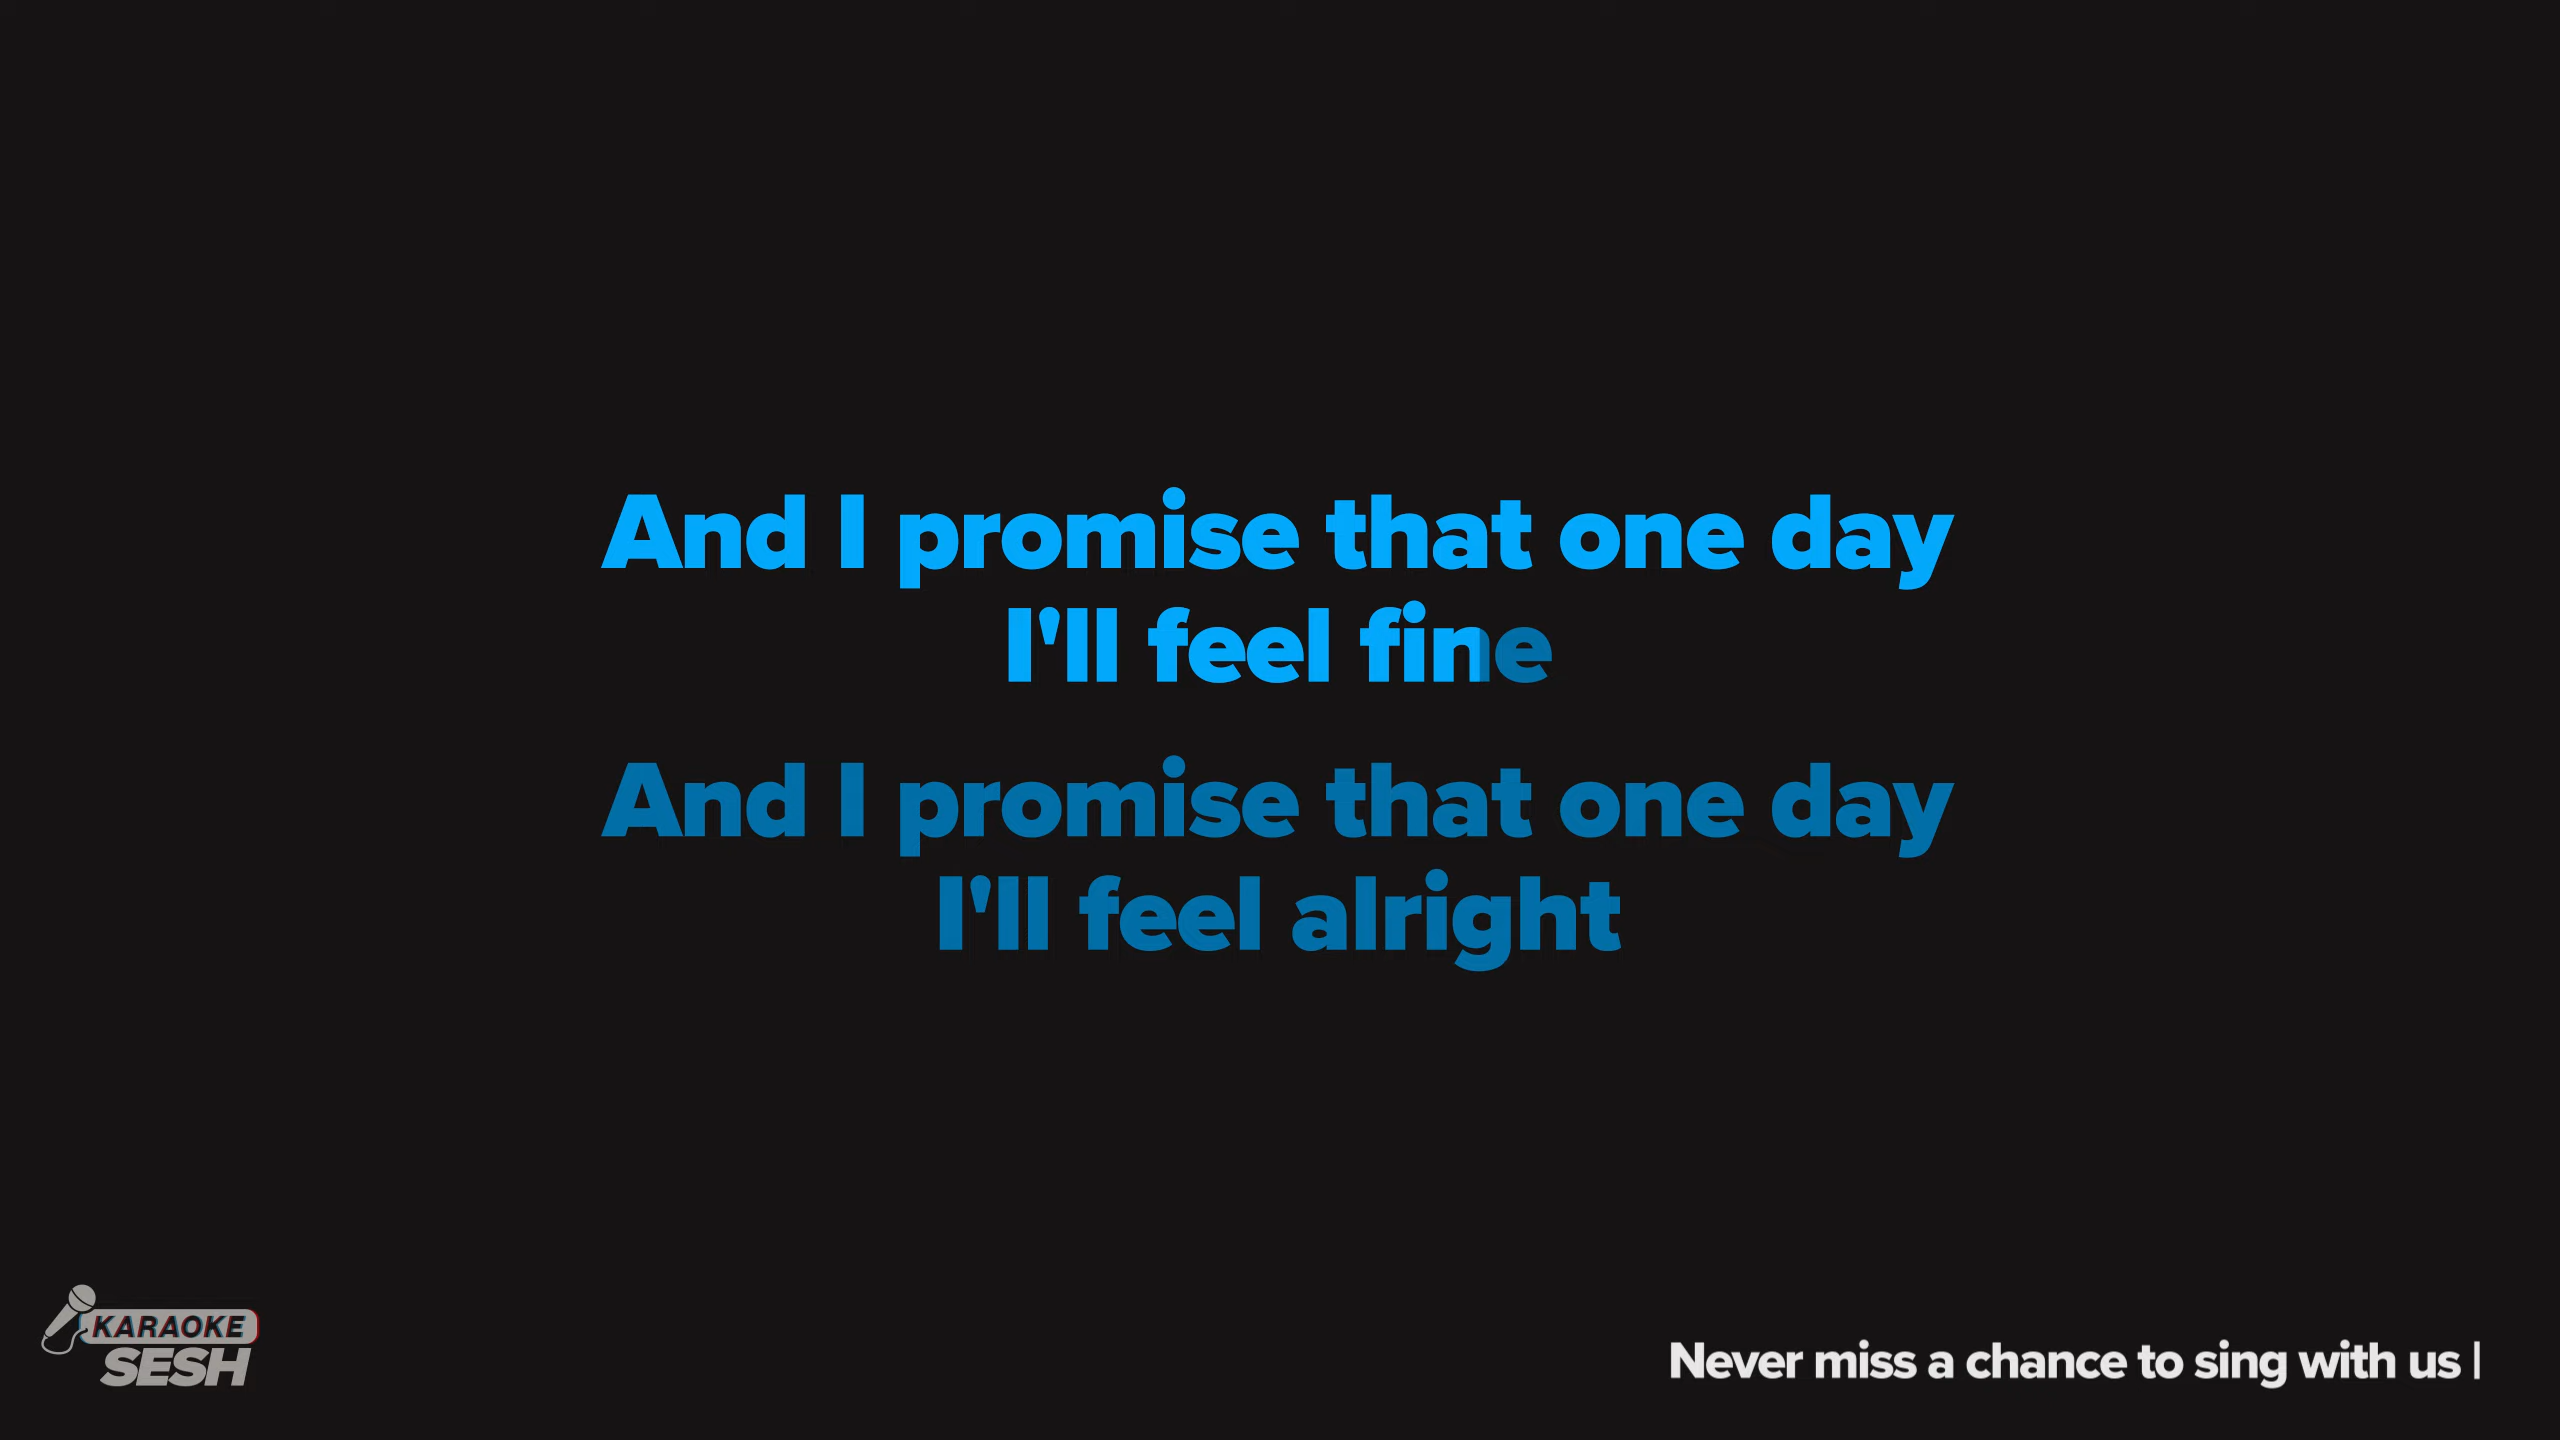 And I promise that one day
I'll feel fine
And I promise that one day
I'll feel alright
KARAOKE
SESH
Never miss a chance to sing with us |